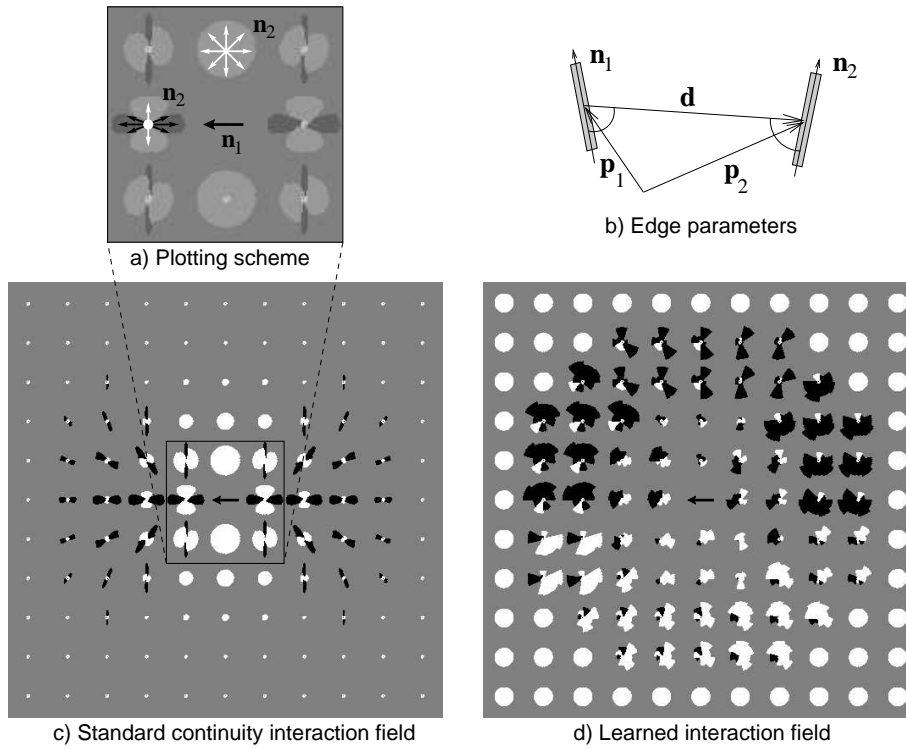 n2
n2
n1
a) Plotting scheme
n1
n2
d
p1
p2
b) Edge parameters
c) Standard continuity interaction field
d) Learned interaction field